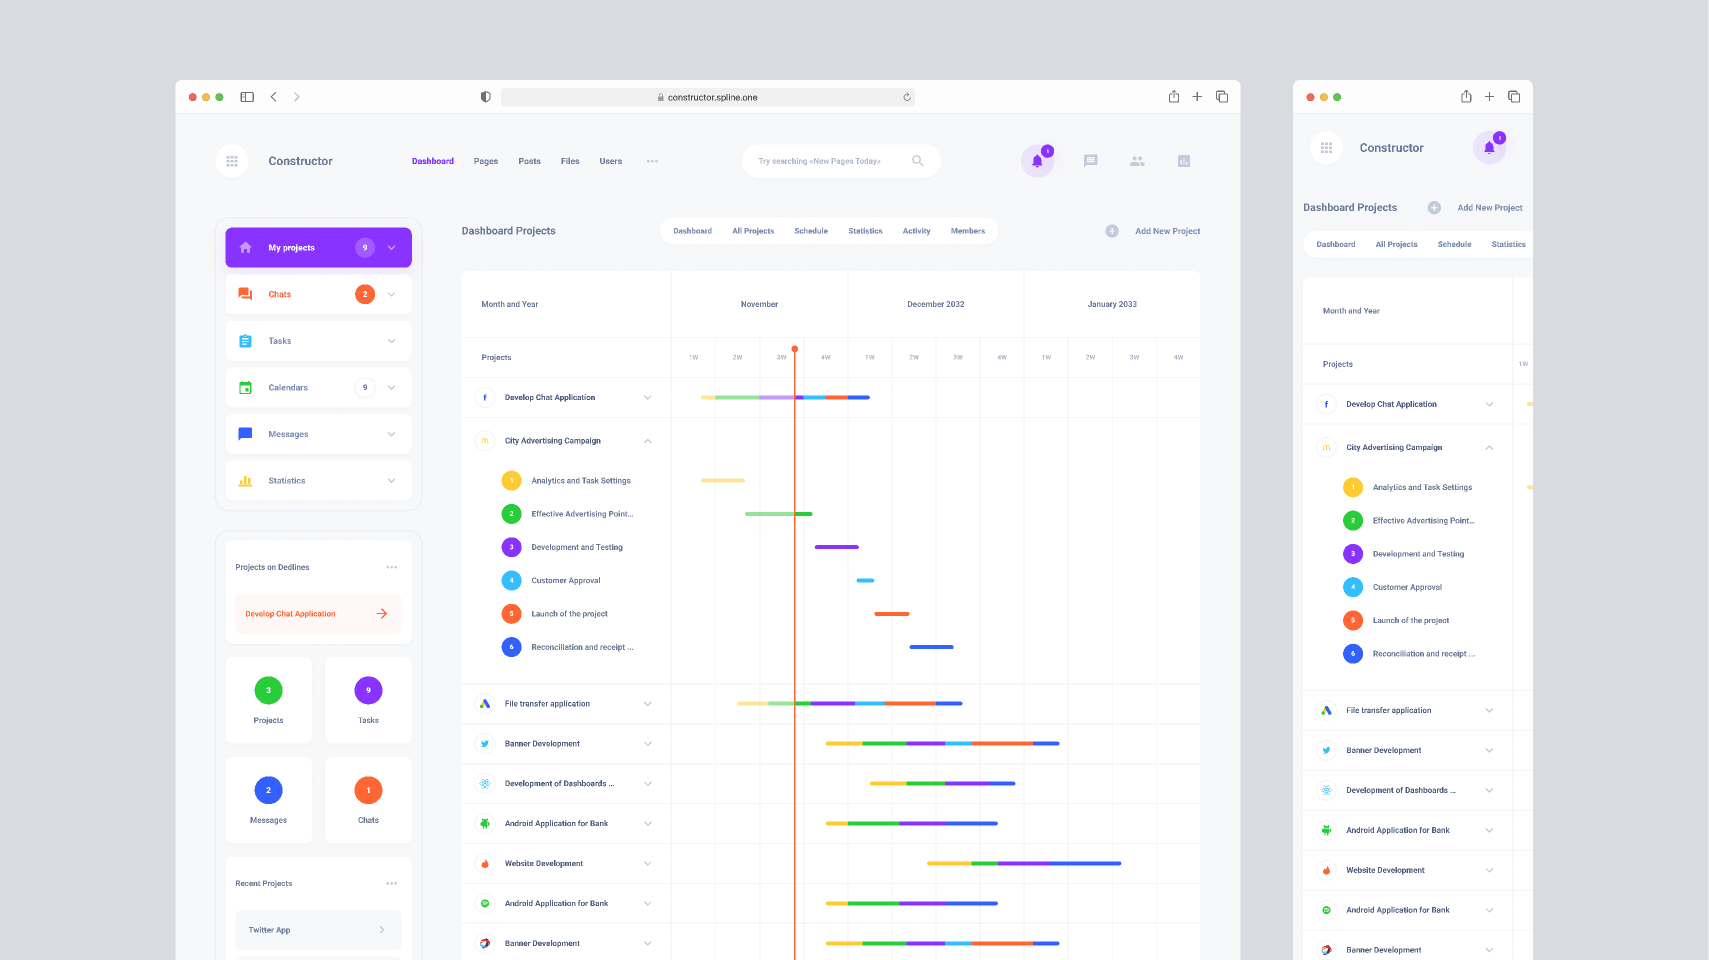 constructor.spline.one
Constructor
Dashboard
Pages
Posts
Files
Users
Try searching «New Pages Today»
1
My projects
9
Chats
2
Tasks
Calendars
9
Messages
Statistics
Projects on Dedlines
Develop Chat Application
3
Projects
9
Tasks
2
Messages
1
Chats
Recent Projects
Twitter App
Dashboard Projects
Dashboard
All Projects
Schedule
Statistics
Activity
Members
Add New Project
Month and Year
November
December 2032
January 2033
Projects
1W
2W
3W
4W
1W
2W
3W
4W
1W
2W
3W
4W
Develop Chat Application
City Advertising Campaign
1
Analytics and Task Settings
2
Effective Advertising Point...
3
Development and Testing
4
Customer Approval
5
Launch of the project
6
Reconciliation and receipt ...
File transfer application
Banner Development
Development of Dashboards ...
Android Application for Bank
Website Development
Android Application for Bank
Banner Development
Constructor
1
Dashboard Projects
Add New Project
Dashboard
All Projects
Schedule
Statistics
Month and Year
Projects
1W
Develop Chat Application
City Advertising Campaign
1
Analytics and Task Settings
2
Effective Advertising Point...
3
Development and Testing
4
Customer Approval
5
Launch of the project
6
Reconciliation and receipt ...
File transfer application
Banner Development
Development of Dashboards ...
Android Application for Bank
Website Development
Android Application for Bank
Banner Development